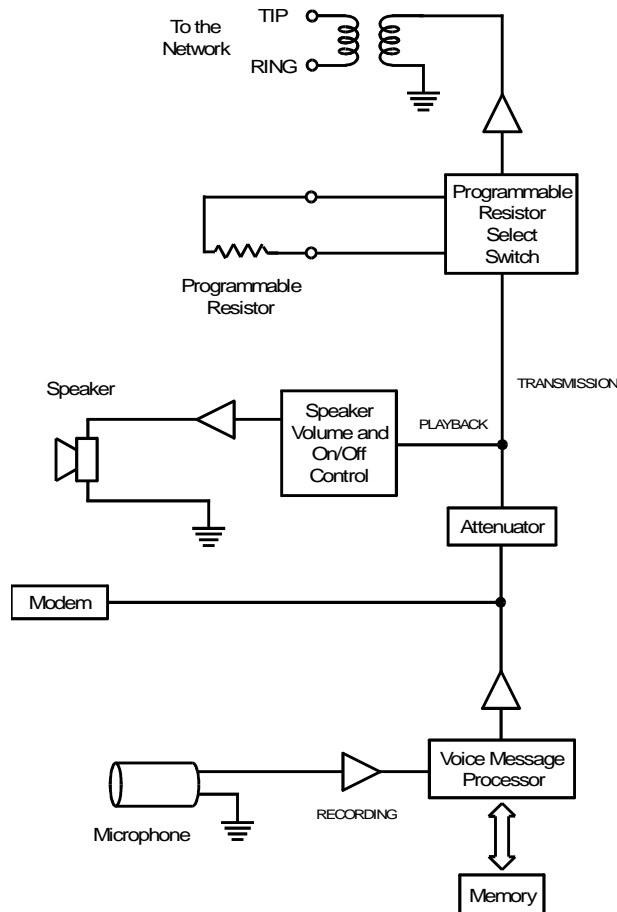 To the
Network
TIP
RING
Programmable
Resistor
Select
Switch
Programmable
Resistor
TRANSMISSION
Speaker
Speaker
Volume and
On/Off
Control
PLAYBACK
Attenuator
Modem
Voice Message
Processor
RECORDING
Microphone
Memory